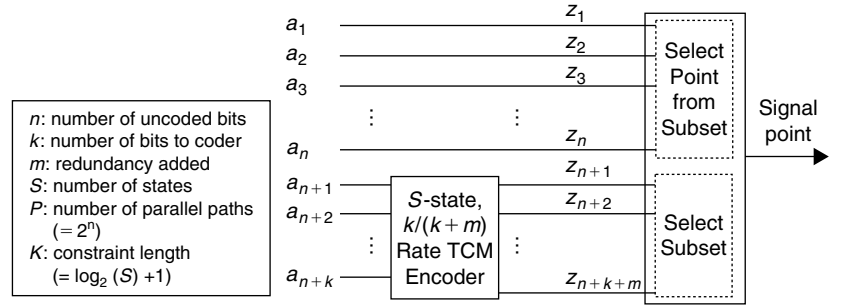 n: number of uncoded bits
k: number of bits to coder
m: redundancy added
S: number of states
P: number of parallel paths
(= 2ⁿ)
K: constraint length
(= log₂ (S) +1)
a₁
a₂
a₃
⋮
aₙ
aₙ₊₁
aₙ₊₂
⋮
aₙ₊ₖ
S-state,
k/(k+m)
Rate TCM
Encoder
z₁
z₂
z₃
⋮
zₙ
zₙ₊₁
zₙ₊₂
⋮
zₙ₊ₖ₊ₘ
Select
Point
from
Subset
Select
Subset
Signal
point